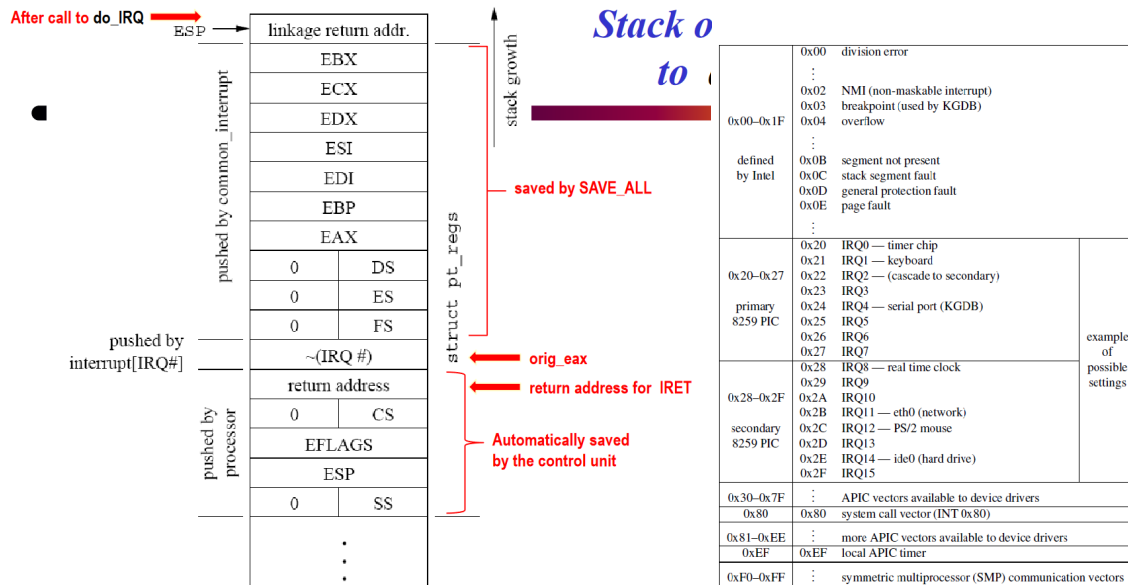 After call to do_IRQ
ESP
linkage return addr.
EBX
ECX
EDX
ESI
EDI
EBP
EAX
0 DS
0 ES
0 FS
~(IRQ #)
return address
0 CS
EFLAGS
ESP
0 SS
pushed by common_interrupt
pushed by
interrupt[IRQ#]
pushed by
processor
stack growth
struct pt_regs
saved by SAVE_ALL
orig_eax
return address for IRET
Automatically saved
by the control unit
Stack o
to
0x00–0x1F
defined
by Intel
0x00 division error
⋮
0x02 NMI (non-maskable interrupt)
0x03 breakpoint (used by KGDB)
0x04 overflow
⋮
0x0B segment not present
0x0C stack segment fault
0x0D general protection fault
0x0E page fault
⋮
0x20–0x27
primary
8259 PIC
0x20 IRQ0 — timer chip
0x21 IRQ1 — keyboard
0x22 IRQ2 — (cascade to secondary)
0x23 IRQ3
0x24 IRQ4 — serial port (KGDB)
0x25 IRQ5
0x26 IRQ6
0x27 IRQ7
0x28–0x2F
secondary
8259 PIC
0x28 IRQ8 — real time clock
0x29 IRQ9
0x2A IRQ10
0x2B IRQ11 — eth0 (network)
0x2C IRQ12 — PS/2 mouse
0x2D IRQ13
0x2E IRQ14 — ide0 (hard drive)
0x2F IRQ15
example
of
possible
settings
0x30–0x7F ⋮ APIC vectors available to device drivers
0x80 0x80 system call vector (INT 0x80)
0x81–0xEE ⋮ more APIC vectors available to device drivers
0xEF 0xEF local APIC timer
0xF0–0xFF ⋮ symmetric multiprocessor (SMP) communication vectors